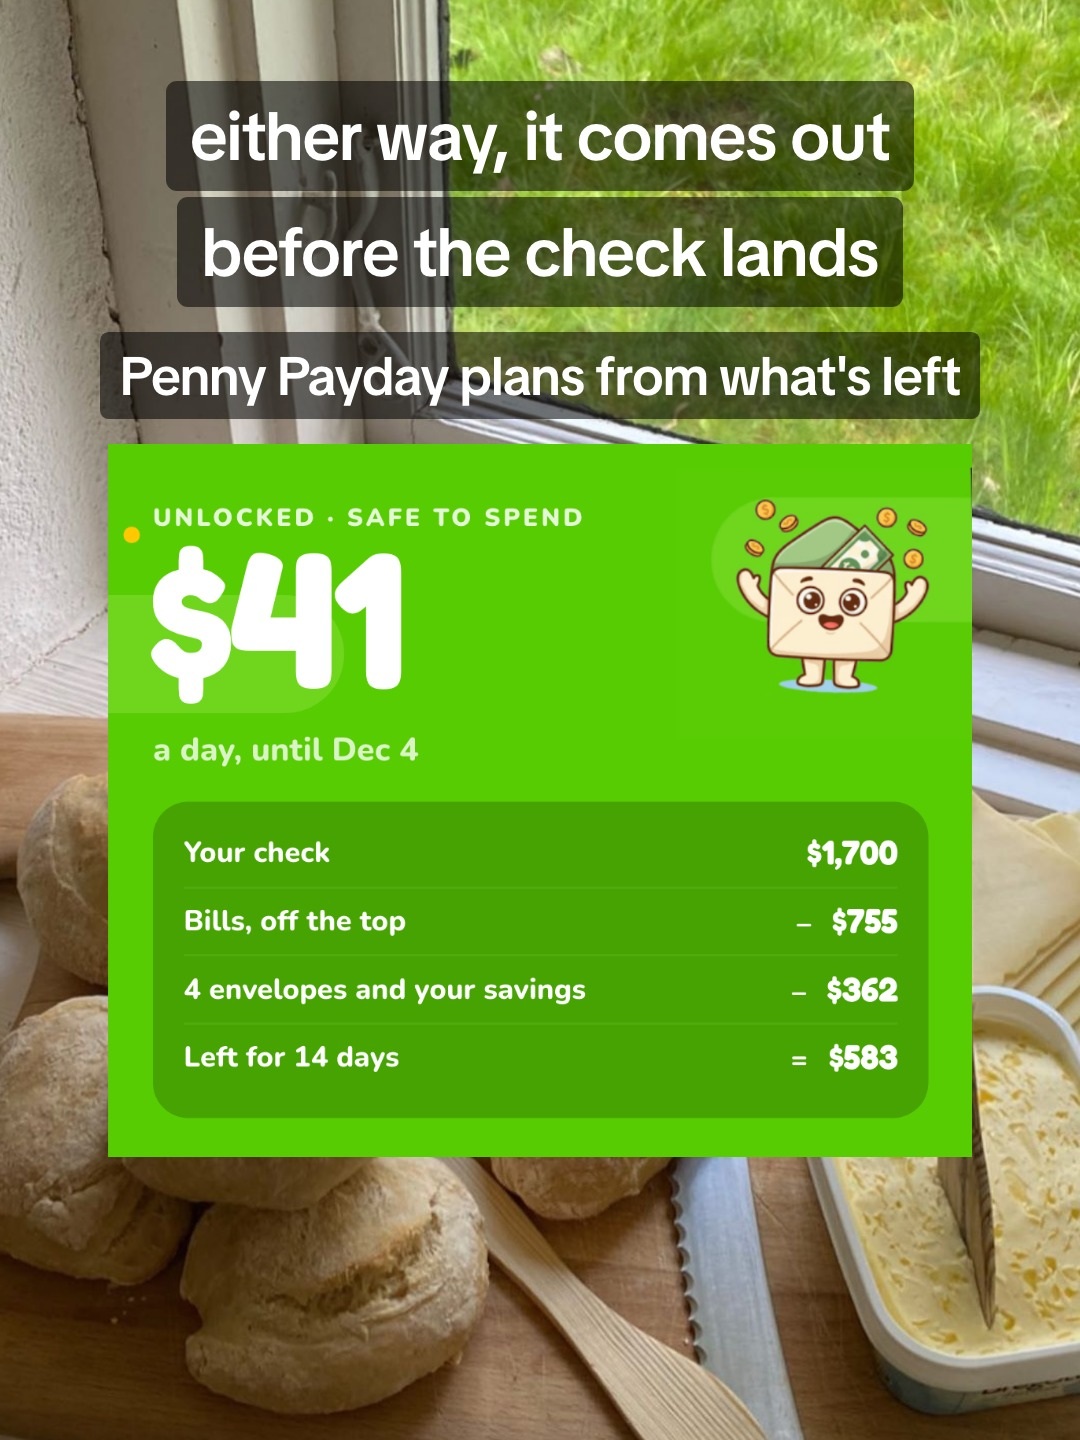 either way, it comes out
before the check lands
Penny Payday plans from what's left
UNLOCKED · SAFE TO SPEND
$41
a day, until Dec 4
Your check $1,700
Bills, off the top – $755
4 envelopes and your savings – $362
Left for 14 days = $583